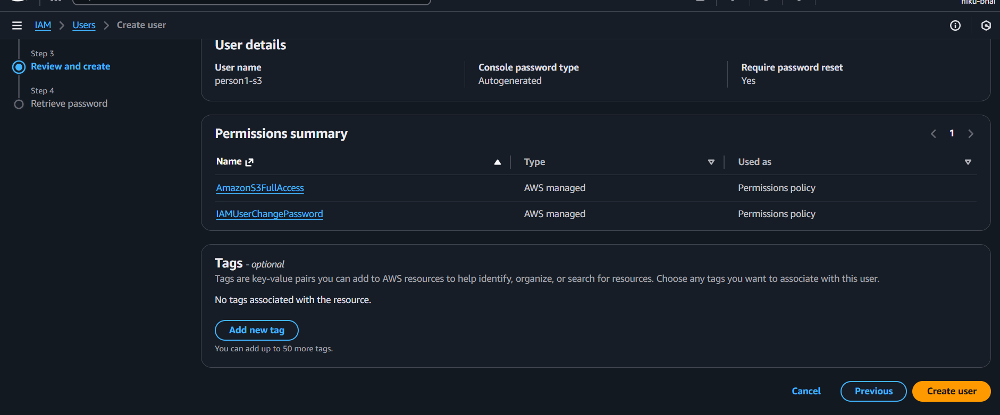 niku-bhai
IAM > Users > Create user
Step 3
Review and create
Step 4
Retrieve password
User details
User name
person1-s3
Console password type
Autogenerated
Require password reset
Yes
Permissions summary
1
Name Type Used as
AmazonS3FullAccess AWS managed Permissions policy
IAMUserChangePassword AWS managed Permissions policy
Tags - optional
Tags are key-value pairs you can add to AWS resources to help identify, organize, or search for resources. Choose any tags you want to associate with this user.
No tags associated with the resource.
Add new tag
You can add up to 50 more tags.
Cancel Previous Create user